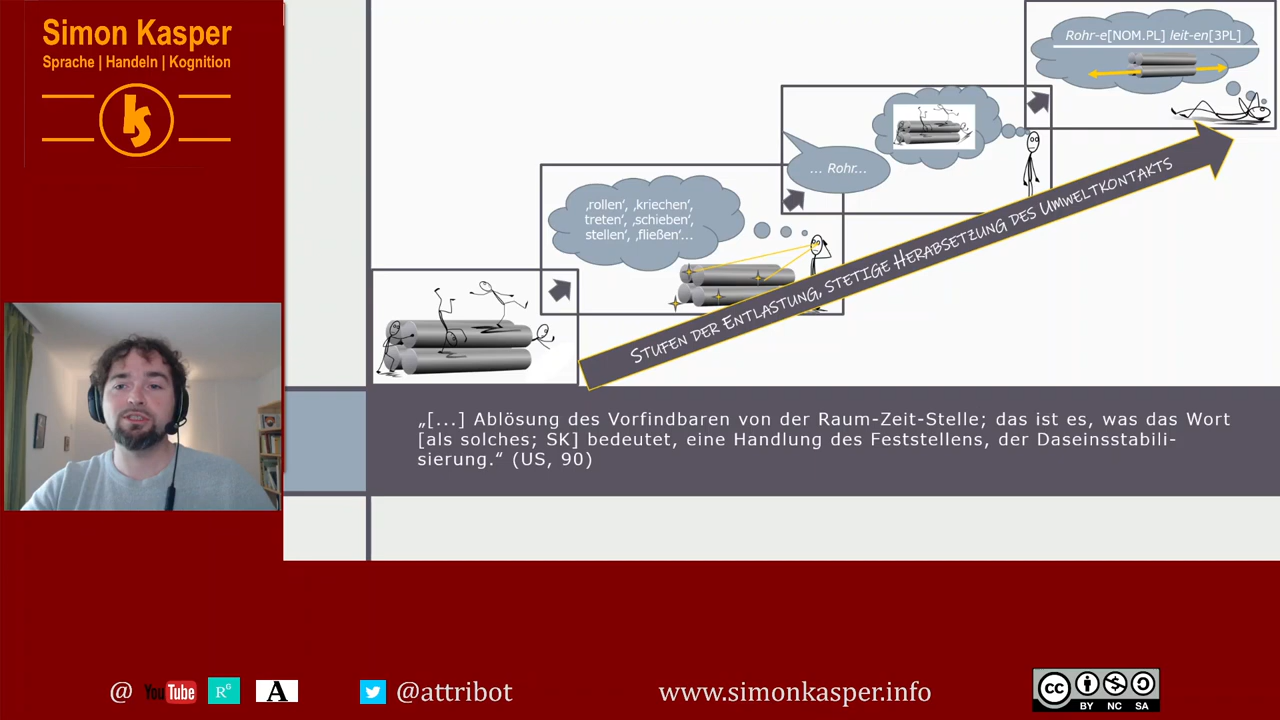 Simon Kasper
Sprache | Handeln | Kognition
ks
Rohr-e[NOM.PL] leit-en[3PL]
... Rohr...
‚rollen‘, ‚kriechen‘,
treten‘, ‚schieben‘,
stellen‘, ‚fließen‘...
STUFEN DER ENTLASTUNG, STETIGE HERABSETZUNG DES UMWELTKONTAKTS
„[...] Ablösung des Vorfindbaren von der Raum-Zeit-Stelle; das ist es, was das Wort
[als solches; SK] bedeutet, eine Handlung des Feststellens, der Daseinsstabili-
sierung.“ (US, 90)
@ YouTube RG A @attribot www.simonkasper.info
cc BY NC SA